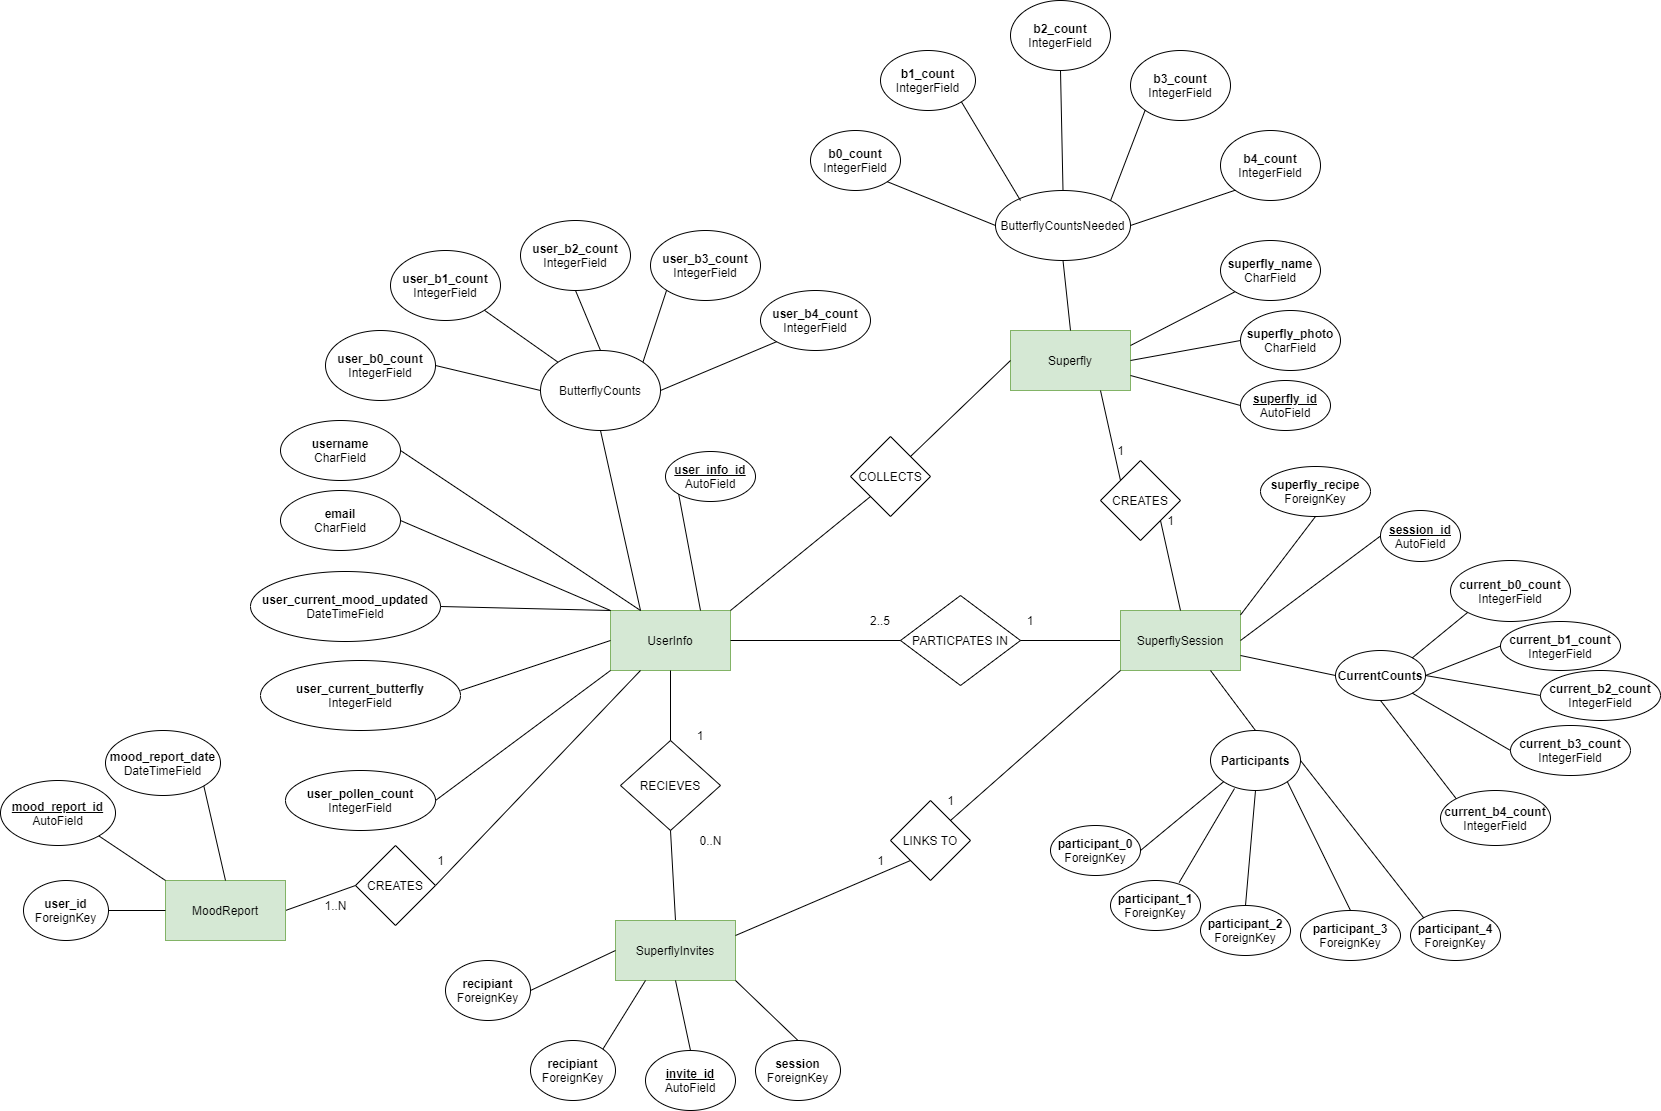 b2_count
IntegerField
b1_count
IntegerField
b3_count
IntegerField
b0_count
IntegerField
b4_count
IntegerField
ButterflyCountsNeeded
superfly_name
CharField
superfly_photo
CharField
superfly_id
AutoField
Superfly
user_b2_count
IntegerField
user_b1_count
IntegerField
user_b3_count
IntegerField
user_b0_count
IntegerField
user_b4_count
IntegerField
ButterflyCounts
username
CharField
email
CharField
user_info_id
AutoField
COLLECTS
1
CREATES
1
superfly_recipe
ForeignKey
session_id
AutoField
user_current_mood_updated
DateTimeField
UserInfo
2..5
PARTICPATES IN
1
SuperflySession
current_b0_count
IntegerField
current_b1_count
IntegerField
CurrentCounts
current_b2_count
IntegerField
current_b3_count
IntegerField
current_b4_count
IntegerField
user_current_butterfly
IntegerField
user_pollen_count
IntegerField
Participants
participant_0
ForeignKey
participant_1
ForeignKey
participant_2
ForeignKey
participant_3
ForeignKey
participant_4
ForeignKey
1
RECIEVES
0..N
1
LINKS TO
1
mood_report_date
DateTimeField
mood_report_id
AutoField
user_id
ForeignKey
MoodReport
1
CREATES
1..N
SuperflyInvites
recipiant
ForeignKey
recipiant
ForeignKey
invite_id
AutoField
session
ForeignKey